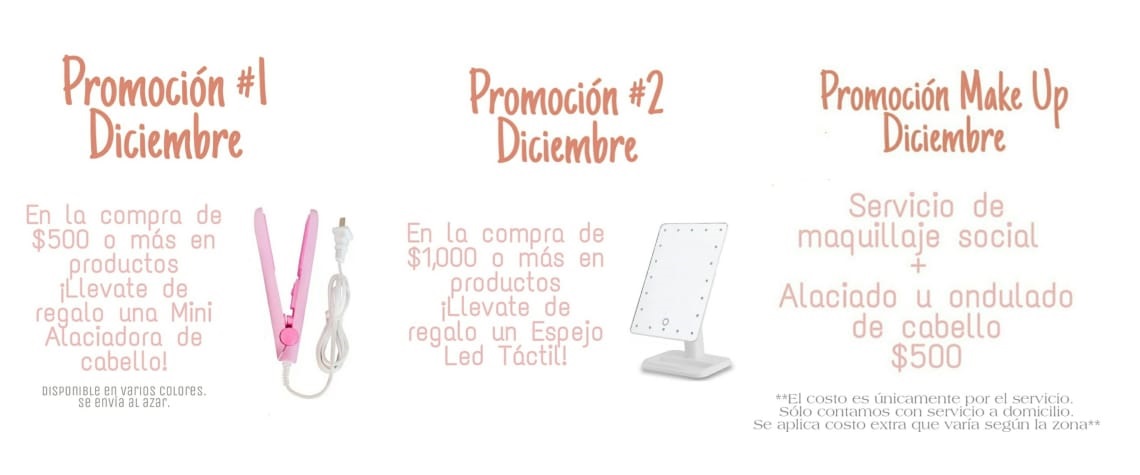 Promoción #1
Diciembre
En la compra de
$500 o más en
productos
¡Llevate de
regalo una Mini
Alaciadora de
cabello!
Disponible en varios colores.
Se envía al azar.
Promoción #2
Diciembre
En la compra de
$1,000 o más en
productos
¡Llevate de
regalo un Espejo
Led Táctil!
Promoción Make Up
Diciembre
Servicio de
maquillaje social
+
Alaciado u ondulado
de cabello
$500
**El costo es únicamente por el servicio.
Sólo contamos con servicio a domicilio.
Se aplica costo extra que varía según la zona**